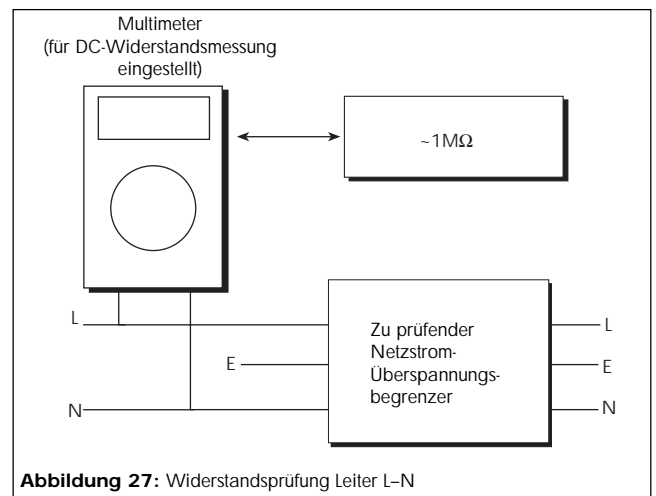 Multimeter
(für DC-Widerstandsmessung
eingestellt)
~1MΩ
L
E
N
Zu prüfender
Netzstrom-
Überspannungs-
begrenzer
L
E
N
Abbildung 27: Widerstandsprüfung Leiter L–N